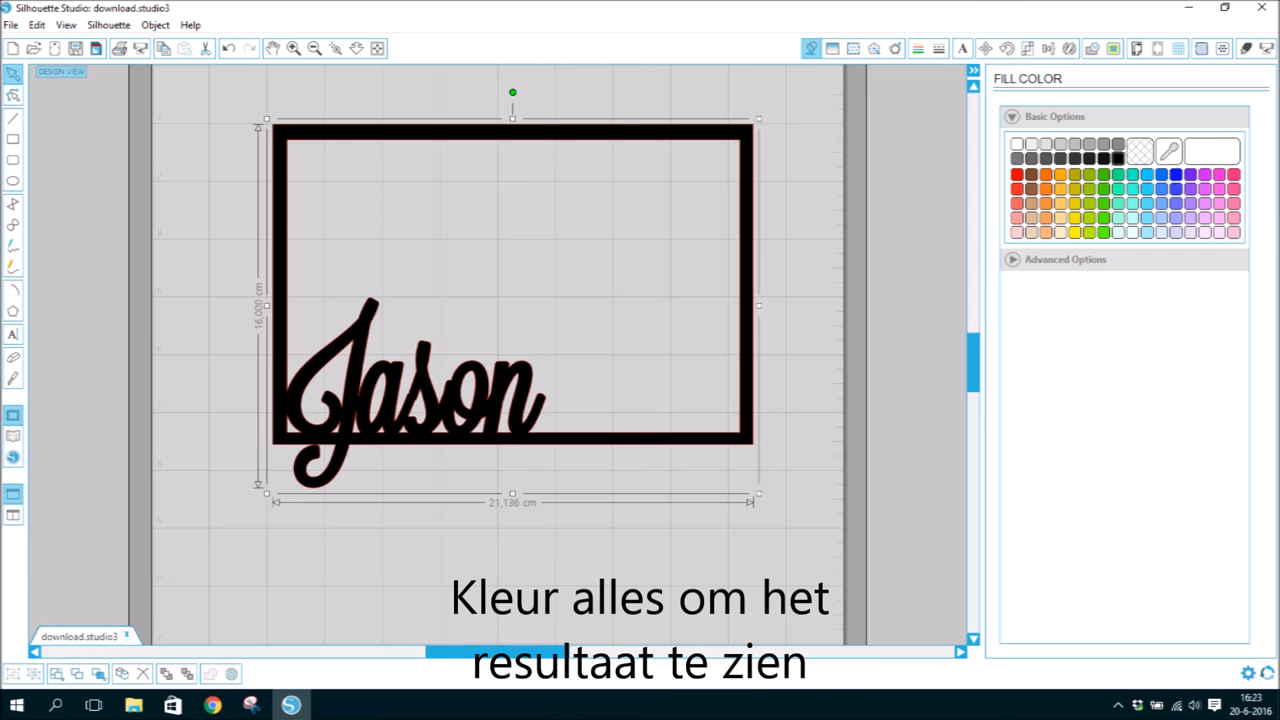 Silhouette Studio: download.studio3
File Edit View Silhouette Object Help
DESIGN VIEW
FILL COLOR
Basic Options
Advanced Options
16,000 cm
Jason
21,136 cm
Kleur alles om het
resultaat te zien
download.studio3
16:23
20-6-2016